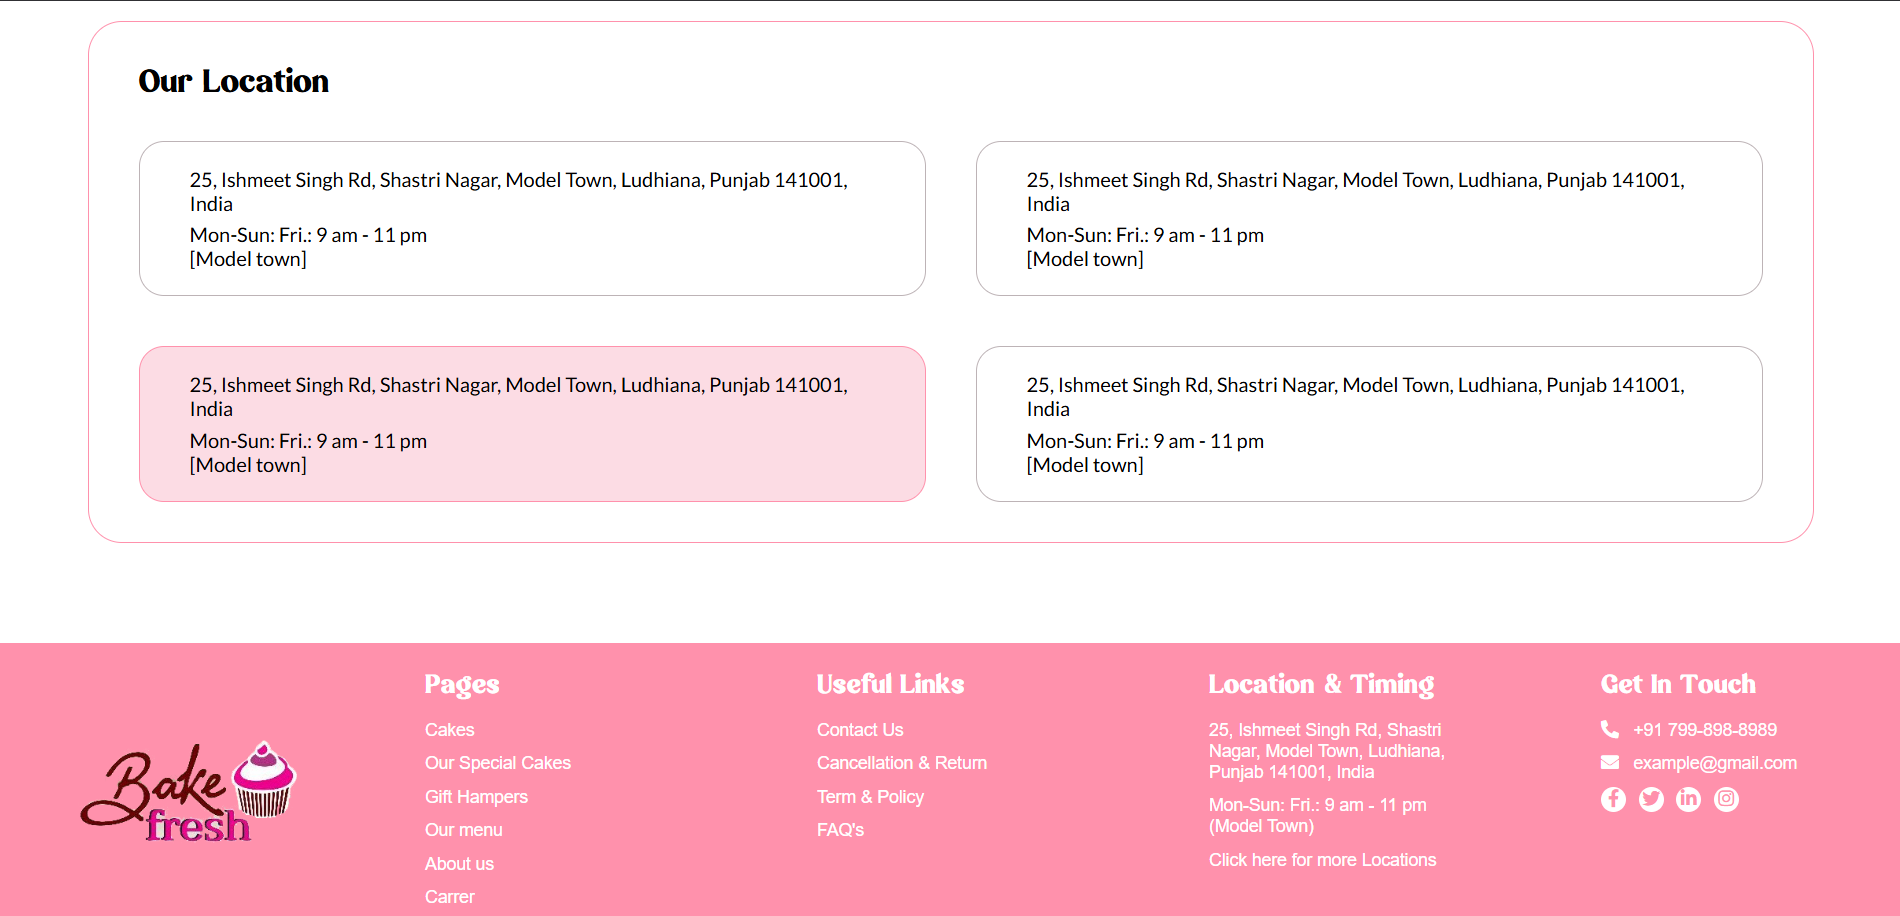 Our Location
25, Ishmeet Singh Rd, Shastri Nagar, Model Town, Ludhiana, Punjab 141001,
India
Mon-Sun: Fri.: 9 am - 11 pm
[Model town]
25, Ishmeet Singh Rd, Shastri Nagar, Model Town, Ludhiana, Punjab 141001,
India
Mon-Sun: Fri.: 9 am - 11 pm
[Model town]
25, Ishmeet Singh Rd, Shastri Nagar, Model Town, Ludhiana, Punjab 141001,
India
Mon-Sun: Fri.: 9 am - 11 pm
[Model town]
25, Ishmeet Singh Rd, Shastri Nagar, Model Town, Ludhiana, Punjab 141001,
India
Mon-Sun: Fri.: 9 am - 11 pm
[Model town]
Bake
fresh
Pages
Cakes
Our Special Cakes
Gift Hampers
Our menu
About us
Carrer
Useful Links
Contact Us
Cancellation & Return
Term & Policy
FAQ's
Location & Timing
25, Ishmeet Singh Rd, Shastri
Nagar, Model Town, Ludhiana,
Punjab 141001, India
Mon-Sun: Fri.: 9 am - 11 pm
(Model Town)
Click here for more Locations
Get In Touch
+91 799-898-8989
example@gmail.com